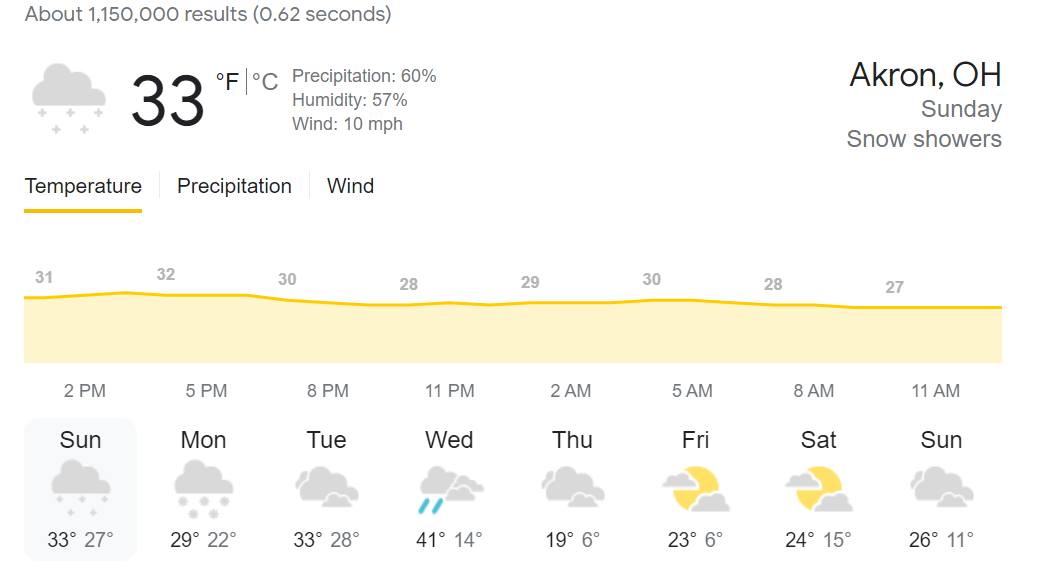 About 1,150,000 results (0.62 seconds)
33 °F °C
Precipitation: 60%
Humidity: 57%
Wind: 10 mph
Akron, OH
Sunday
Snow showers
Temperature Precipitation Wind
31 32 30 28 29 30 28 27
2 PM 5 PM 8 PM 11 PM 2 AM 5 AM 8 AM 11 AM
Sun Mon Tue Wed Thu Fri Sat Sun
33° 27° 29° 22° 33° 28° 41° 14° 19° 6° 23° 6° 24° 15° 26° 11°